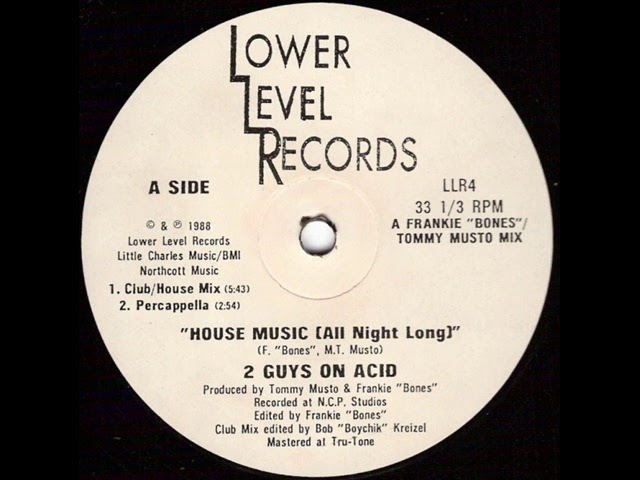 LOWER
LEVEL
RECORDS
A SIDE
LLR4
33 1/3 RPM
A FRANKIE "BONES"/
TOMMY MUSTO MIX
© & ℗ 1988
Lower Level Records
Little Charles Music/BMI
Northcott Music
1. Club/House Mix (5:43)
2. Percappella (2:54)
"HOUSE MUSIC (All Night Long)"
(F. "Bones", M.T. Musto)
2 GUYS ON ACID
Produced by Tommy Musto & Frankie "Bones"
Recorded at N.C.P. Studios
Edited by Frankie "Bones"
Club Mix edited by Bob "Boychik" Kreizel
Mastered at Tru-Tone